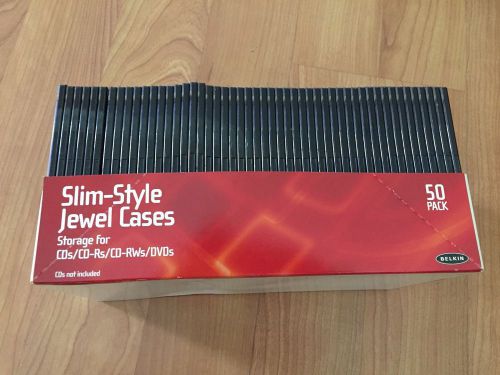 Slim-Style
Jewel Cases
Storage for
CDs/CD-Rs/CD-RWs/DVDs
CDs not included
50
PACK
BELKIN